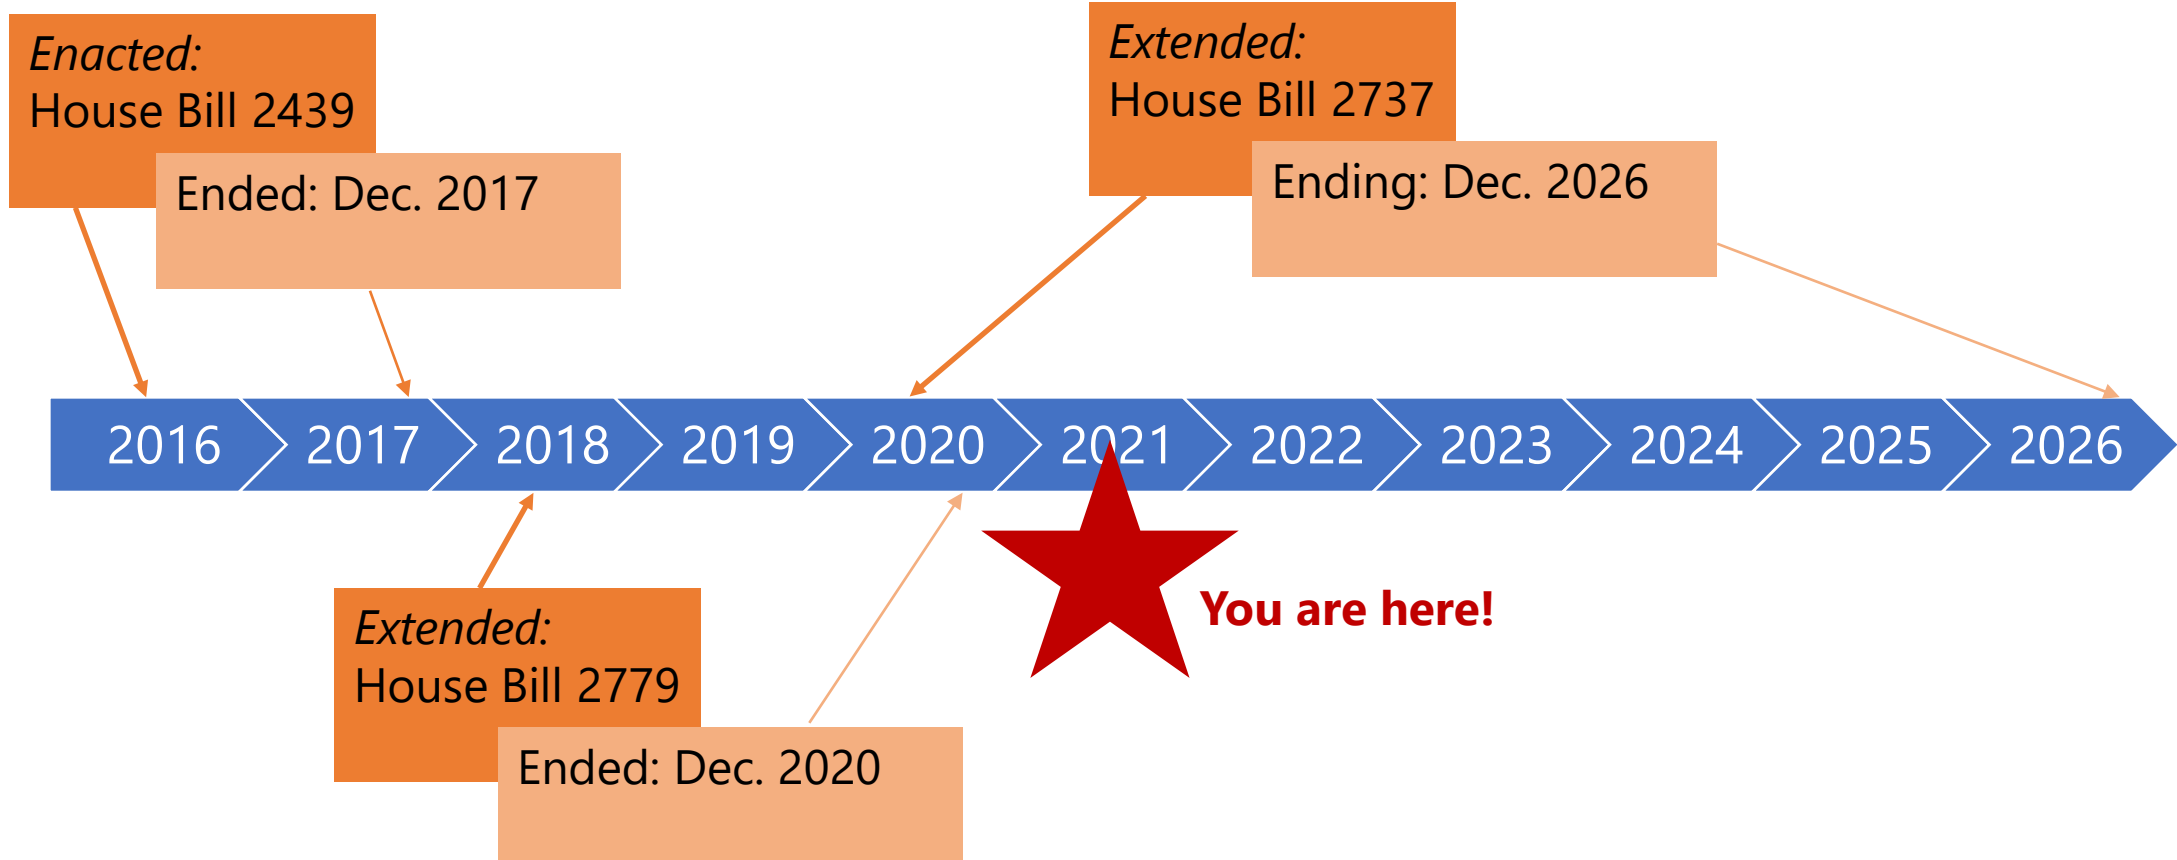 Enacted:
House Bill 2439
Ended: Dec. 2017
Extended:
House Bill 2737
Ending: Dec. 2026
2016 2017 2018 2019 2020 2021 2022 2023 2024 2025 2026
Extended:
House Bill 2779
Ended: Dec. 2020
You are here!